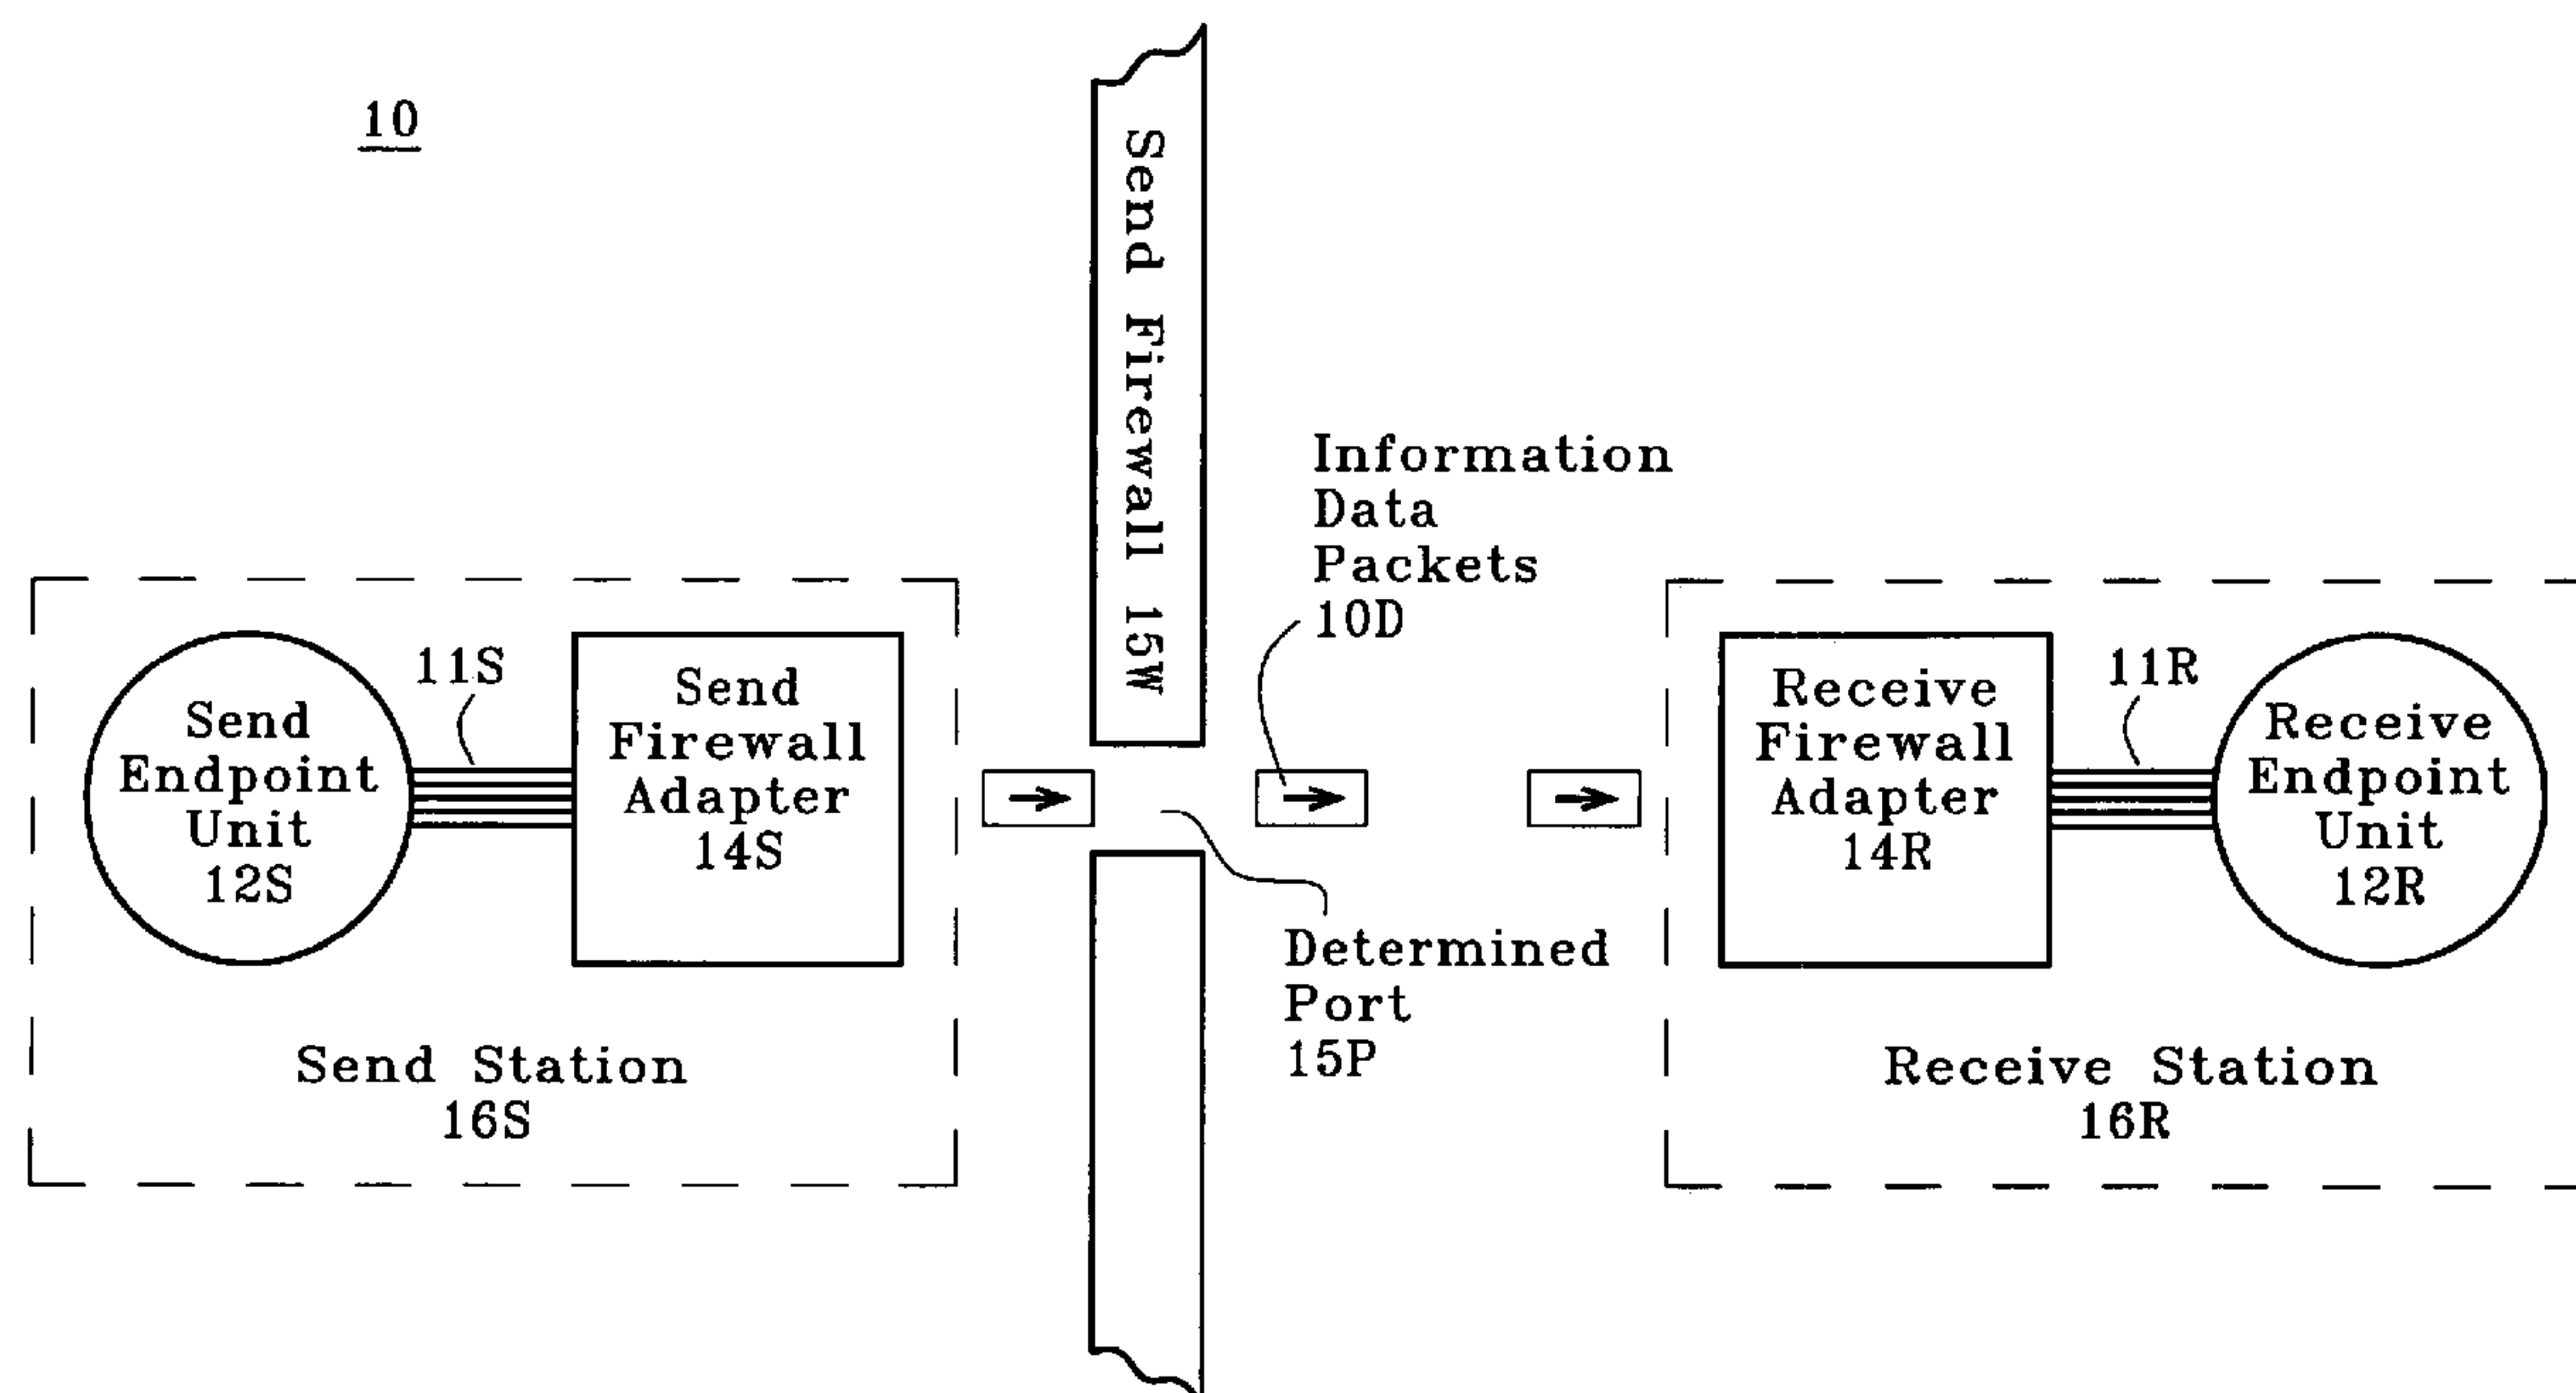 10
Send Firewall 15W
Information
Data
Packets
10D
11S
Send
Endpoint
Unit
12S
Send
Firewall
Adapter
14S
Send Station
16S
Determined
Port
15P
Receive
Firewall
Adapter
14R
11R
Receive
Endpoint
Unit
12R
Receive Station
16R